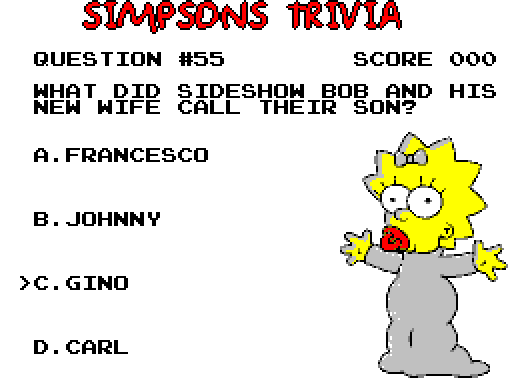 SIMPSONS TRIVIA
QUESTION #55 SCORE 000
WHAT DID SIDESHOW BOB AND HIS
NEW WIFE CALL THEIR SON?
A.FRANCESCO
B.JOHNNY
>C.GINO
D.CARL